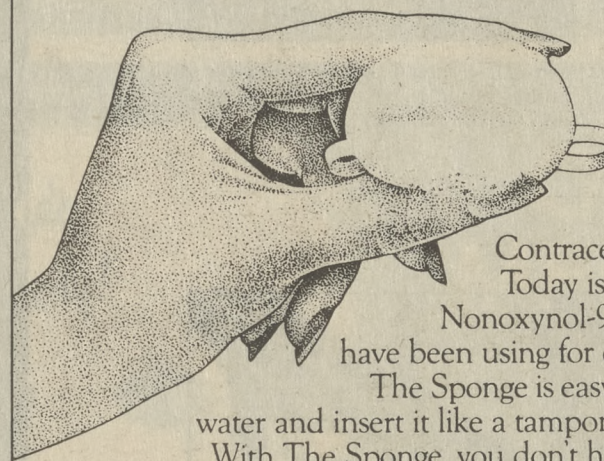 Contrace
Today is
Nonoxynol-9
have been using for
The Sponge is easy
water and insert it like a tampon
With The Sponge, you don't h